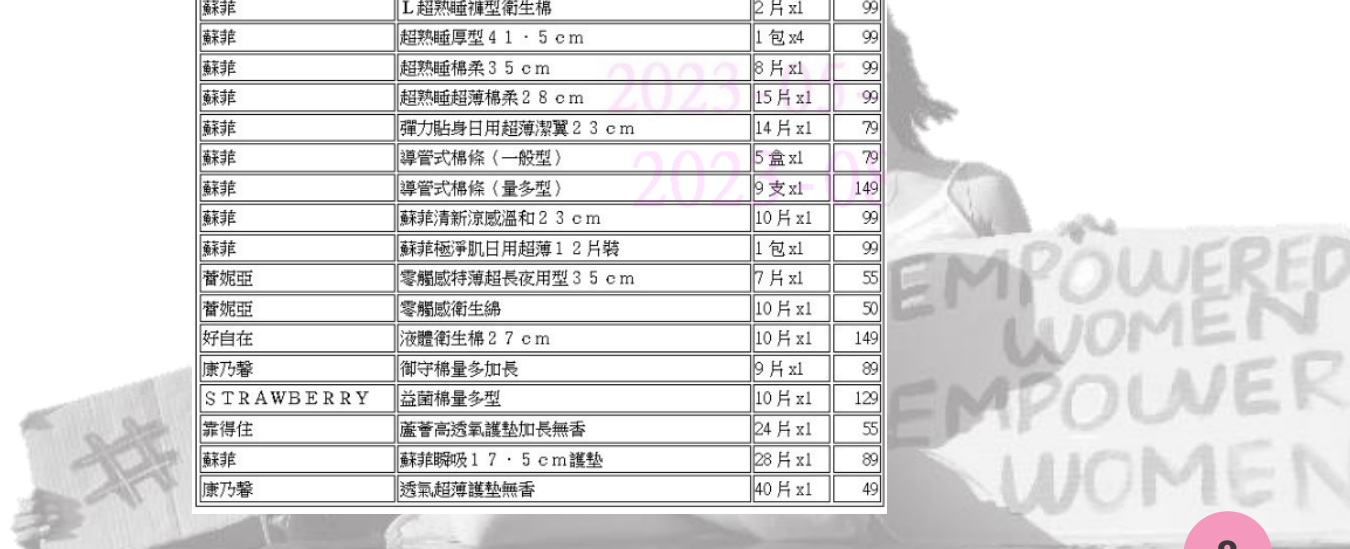 蘇菲 L超熟睡褲型衛生棉 2片x1 99
蘇菲 超熟睡厚型41‧5cm 1包x4 99
蘇菲 超熟睡棉柔35cm 8片x1 99
蘇菲 超熟睡超薄棉柔28cm 15片x1 99
蘇菲 彈力貼身日用超薄潔翼23cm 14片x1 79
蘇菲 導管式棉條(一般型) 5盒x1 79
蘇菲 導管式棉條(量多型) 9支x1 149
蘇菲 蘇菲清新涼感溫和23cm 10片x1 99
蘇菲 蘇菲極淨肌日用超薄12片裝 1包x1 99
蕾妮亞 零觸感特薄超長夜用型35cm 7片x1 55
蕾妮亞 零觸感衛生綿 10片x1 50
好自在 液體衛生棉27cm 10片x1 149
康乃馨 御守棉量多加長 9片x1 89
STRAWBERRY 益菌棉量多型 10片x1 129
靠得住 蘆薈高透氧護墊加長無香 24片x1 55
蘇菲 蘇菲瞬吸17‧5cm護墊 28片x1 89
康乃馨 透氣超薄護墊無香 40片x1 49
2023-05-
2023-05
#
EMPOWERED
WOMEN
EMPOWER
WOMEN